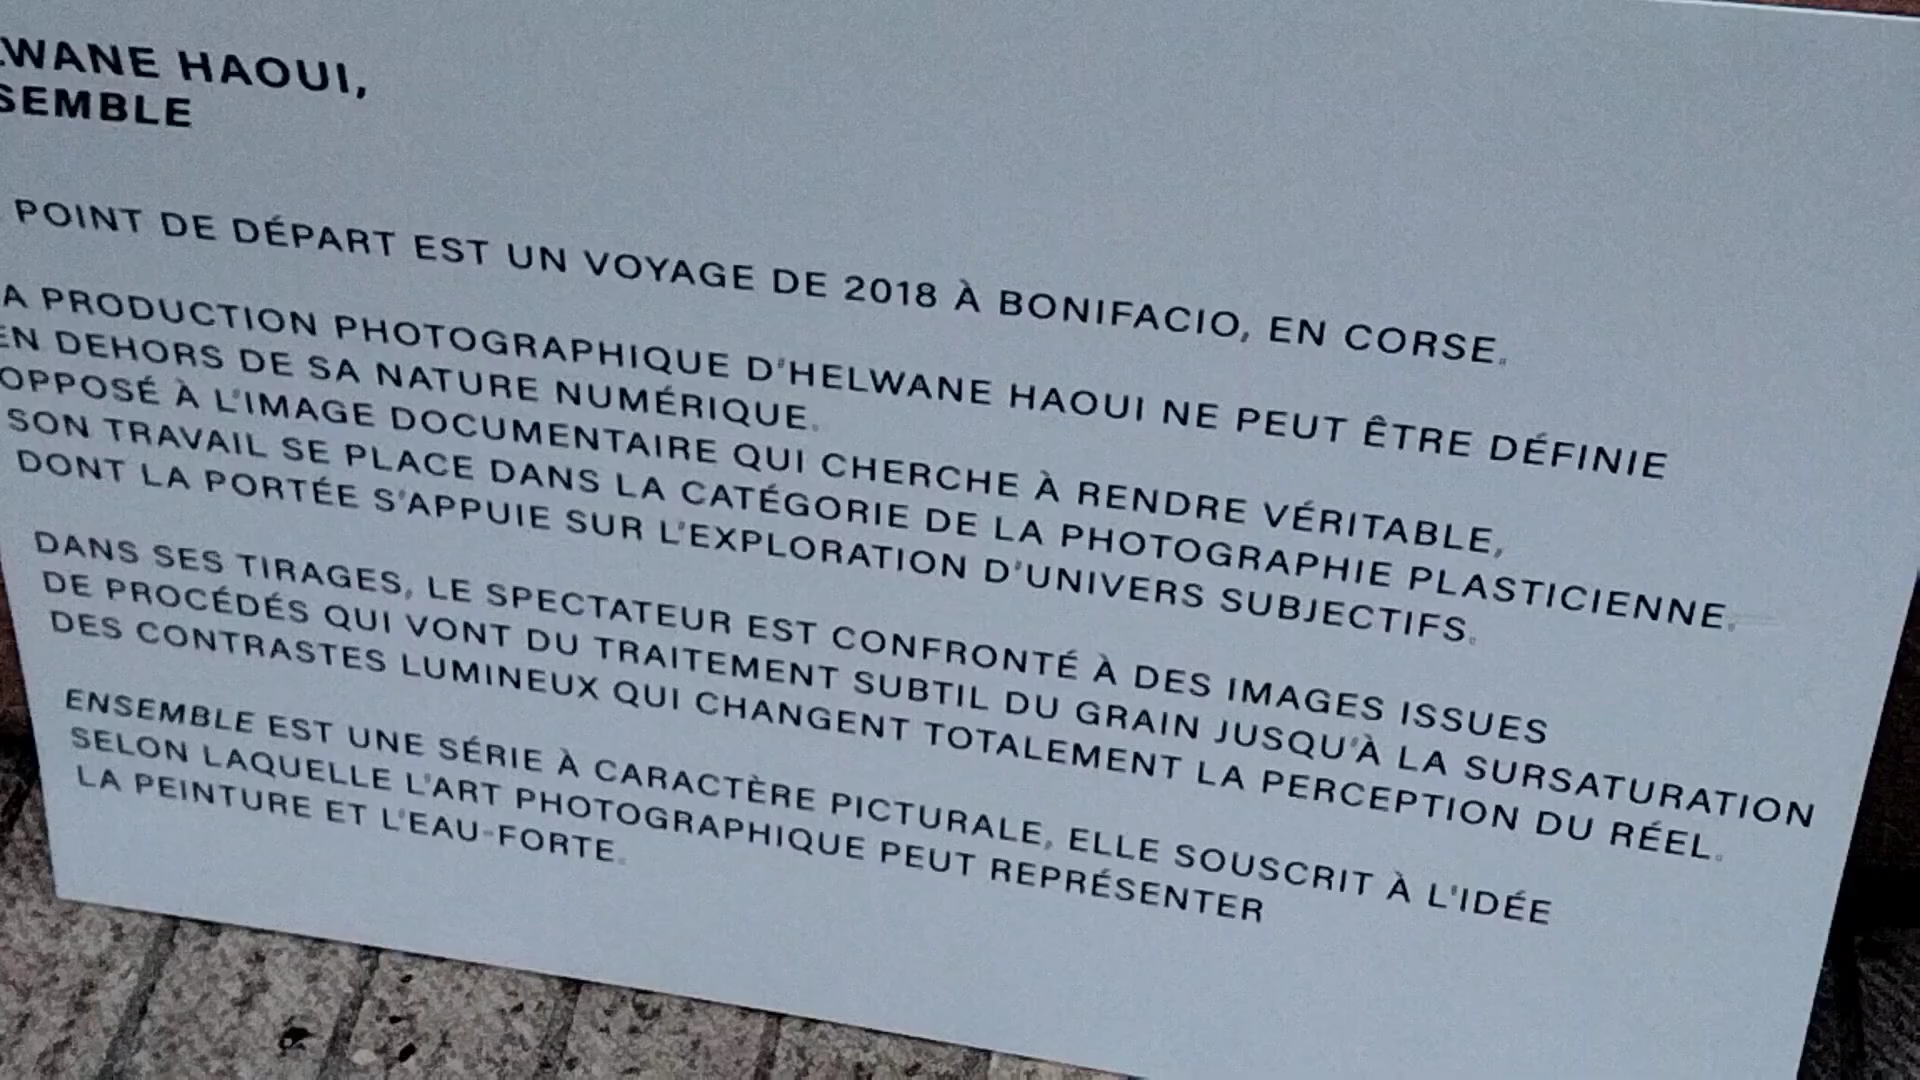 WANE HAOUI,
SEMBLE
POINT DE DÉPART EST UN VOYAGE DE 2018 À BONIFACIO, EN CORSE.
A PRODUCTION PHOTOGRAPHIQUE D'HELWANE HAOUI NE PEUT ÊTRE DÉFINIE
EN DEHORS DE SA NATURE NUMÉRIQUE.
OPPOSÉ À L'IMAGE DOCUMENTAIRE QUI CHERCHE À RENDRE VÉRITABLE,
SON TRAVAIL SE PLACE DANS LA CATÉGORIE DE LA PHOTOGRAPHIE PLASTICIENNE.
DONT LA PORTÉE S'APPUIE SUR L'EXPLORATION D'UNIVERS SUBJECTIFS.
DANS SES TIRAGES, LE SPECTATEUR EST CONFRONTÉ À DES IMAGES ISSUES
DE PROCÉDÉS QUI VONT DU TRAITEMENT SUBTIL DU GRAIN JUSQU'À LA SURSATURATION
DES CONTRASTES LUMINEUX QUI CHANGENT TOTALEMENT LA PERCEPTION DU RÉEL.
ENSEMBLE EST UNE SÉRIE À CARACTÈRE PICTURALE, ELLE SOUSCRIT À L'IDÉE
SELON LAQUELLE L'ART PHOTOGRAPHIQUE PEUT REPRÉSENTER
LA PEINTURE ET L'EAU-FORTE.